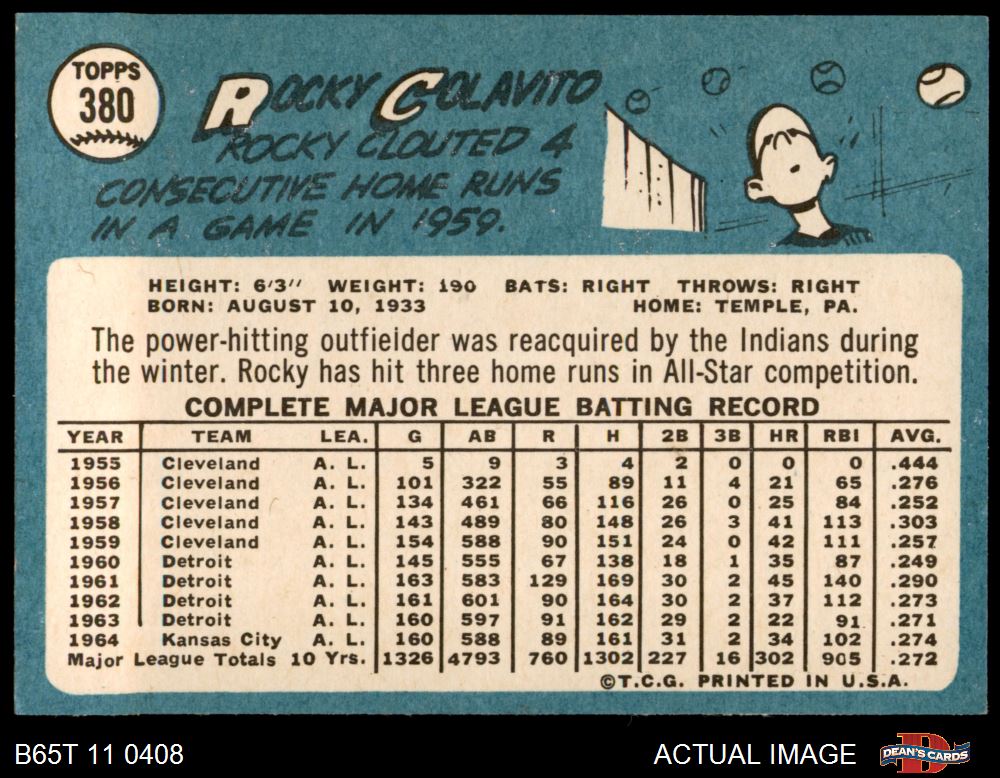 TOPPS
380
ROCKY COLAVITO
ROCKY CLOUTED 4
CONSECUTIVE HOME RUNS
IN A GAME IN 1959.
HEIGHT: 6'3" WEIGHT: 190 BATS: RIGHT THROWS: RIGHT
BORN: AUGUST 10, 1933 HOME: TEMPLE, PA.
The power-hitting outfielder was reacquired by the Indians during
the winter. Rocky has hit three home runs in All-Star competition.
COMPLETE MAJOR LEAGUE BATTING RECORD
YEAR TEAM LEA. G AB R H 2B 3B HR RBI AVG.
1955 Cleveland A. L. 5 9 3 4 2 0 0 0 .444
1956 Cleveland A. L. 101 322 55 89 11 4 21 65 .276
1957 Cleveland A. L. 134 461 66 116 26 0 25 84 .252
1958 Cleveland A. L. 143 489 80 148 26 3 41 113 .303
1959 Cleveland A. L. 154 588 90 151 24 0 42 111 .257
1960 Detroit A. L. 145 555 67 138 18 1 35 87 .249
1961 Detroit A. L. 163 583 129 169 30 2 45 140 .290
1962 Detroit A. L. 161 601 90 164 30 2 37 112 .273
1963 Detroit A. L. 160 597 91 162 29 2 22 91 .271
1964 Kansas City A. L. 160 588 89 161 31 2 34 102 .274
Major League Totals 10 Yrs. 1326 4793 760 1302 227 16 302 905 .272
©T.C.G. PRINTED IN U.S.A.
B65T 11 0408 ACTUAL IMAGE DEAN'S CARDS